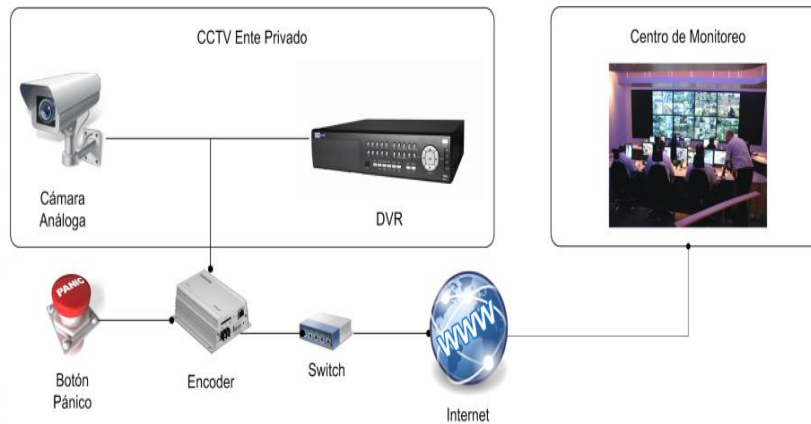 CCTV Ente Privado
Centro de Monitoreo
Cámara
Análoga
DVR
PANIC
WWW
Botón
Pánico
Encoder
Switch
Internet